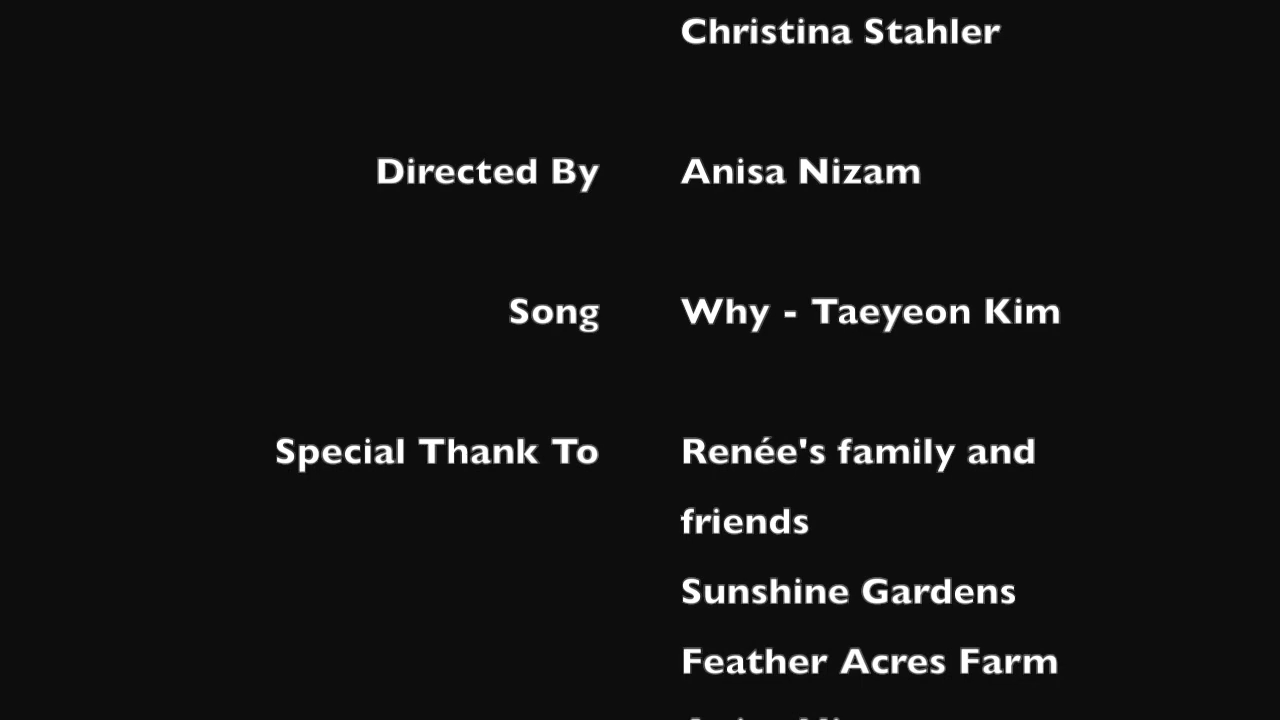 Christina Stahler
Directed By Anisa Nizam
Song Why - Taeyeon Kim
Special Thank To Renée's family and
friends
Sunshine Gardens
Feather Acres Farm